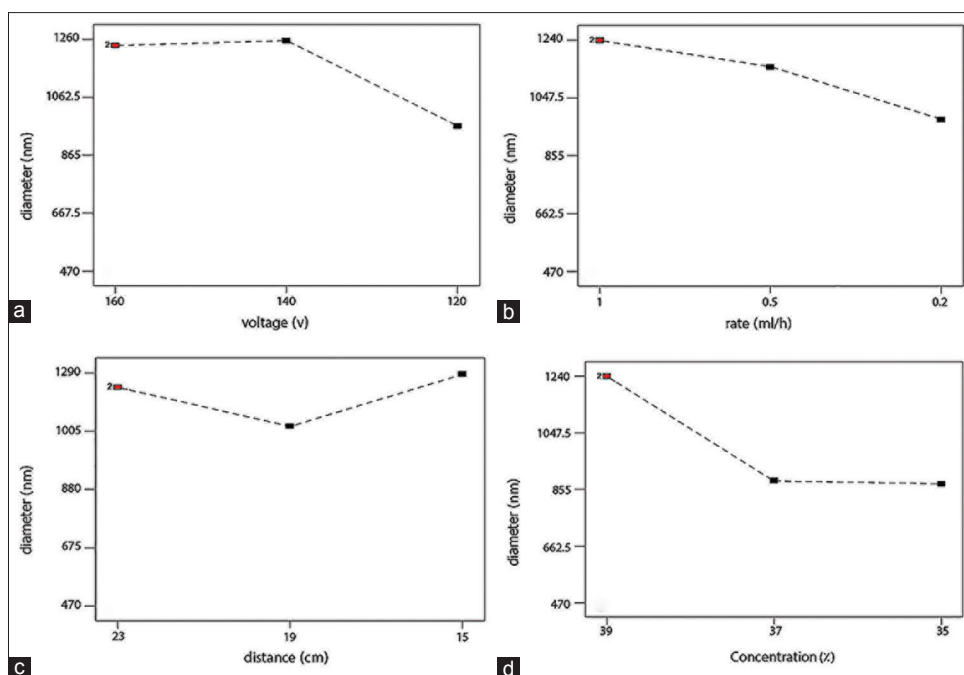 1260
1062.5
865
667.5
470
diameter (nm)
2
160 140 120
voltage (v)
a
1240
1047.5
855
662.5
470
diameter (nm)
2
1 0.5 0.2
rate (ml/h)
b
1290
1005
880
675
470
diameter (nm)
2
23 19 15
distance (cm)
c
1240
1047.5
855
662.5
470
diameter (nm)
2
39 37 35
Concentration (%)
d